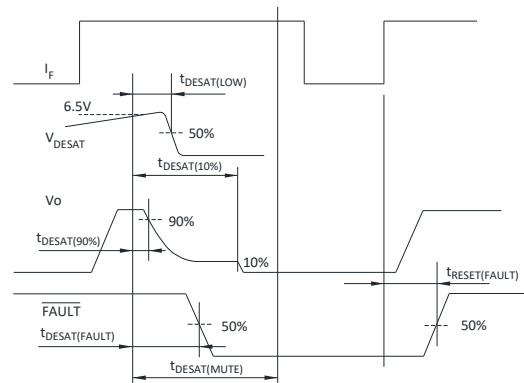 I_F
t_DESAT(LOW)
6.5V
50%
V_DESAT
t_DESAT(10%)
Vo
90%
t_DESAT(90%)
10%
t_RESET(FAULT)
FAULT
50%
50%
t_DESAT(FAULT)
t_DESAT(MUTE)